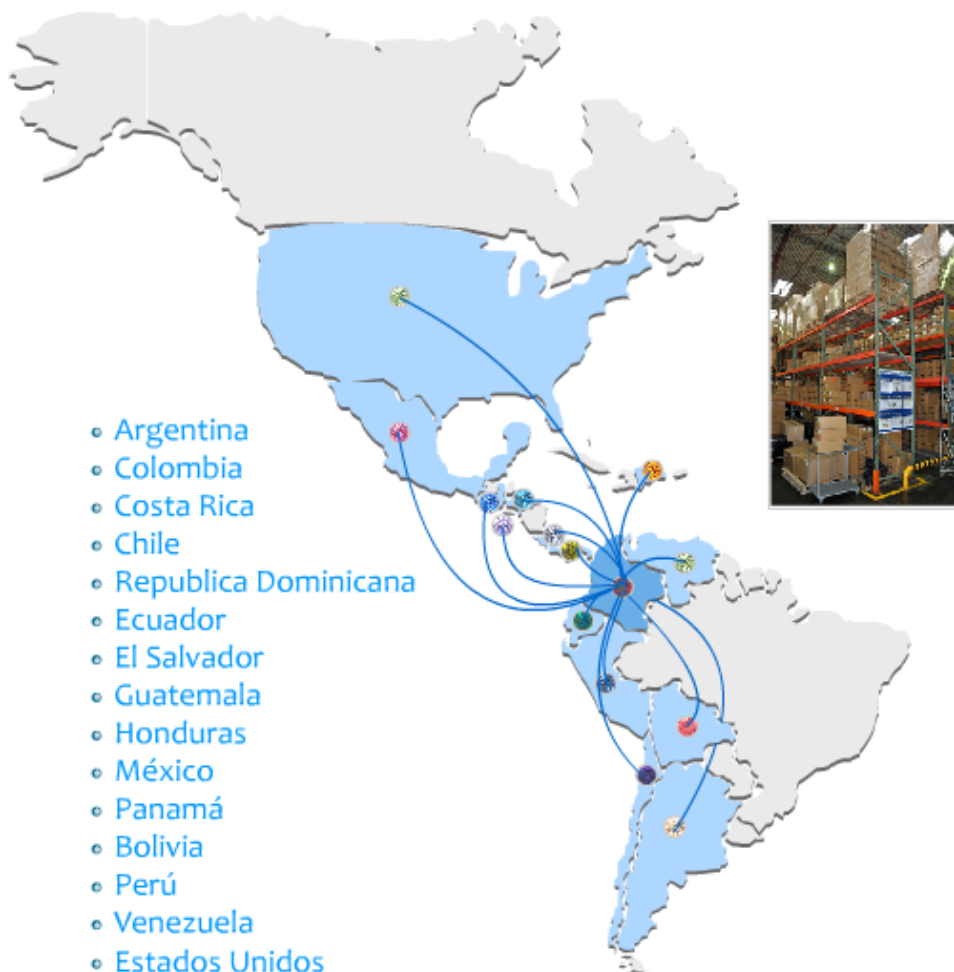 Argentina
Colombia
Costa Rica
Chile
Republica Dominicana
Ecuador
El Salvador
Guatemala
Honduras
México
Panamá
Bolivia
Perú
Venezuela
Estados Unidos